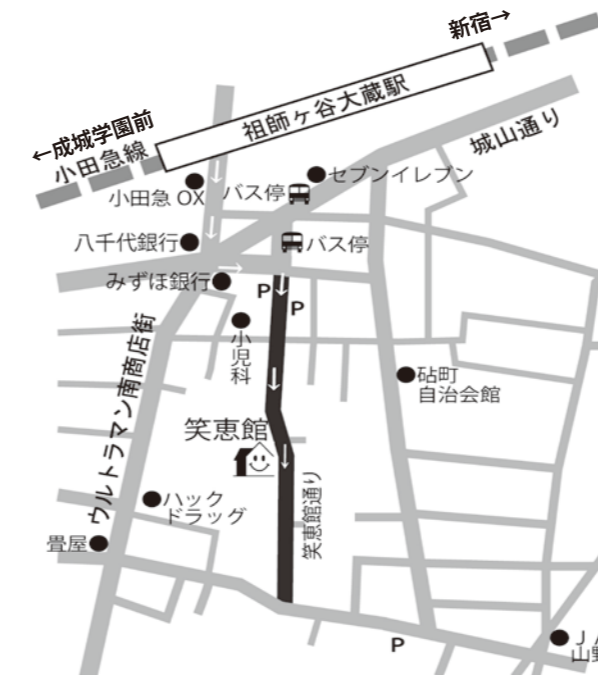 新宿→
祖師ヶ谷大蔵駅
←成城学園前
小田急線
城山通り
セブンイレブン
小田急 OX
バス停
八千代銀行
バス停
みずほ銀行
P
P
小児科
砧町
自治会館
ウルトラマン南商店街
笑恵館
笑恵館通り
ハック
ドラッグ
畳屋
P
JA
山野